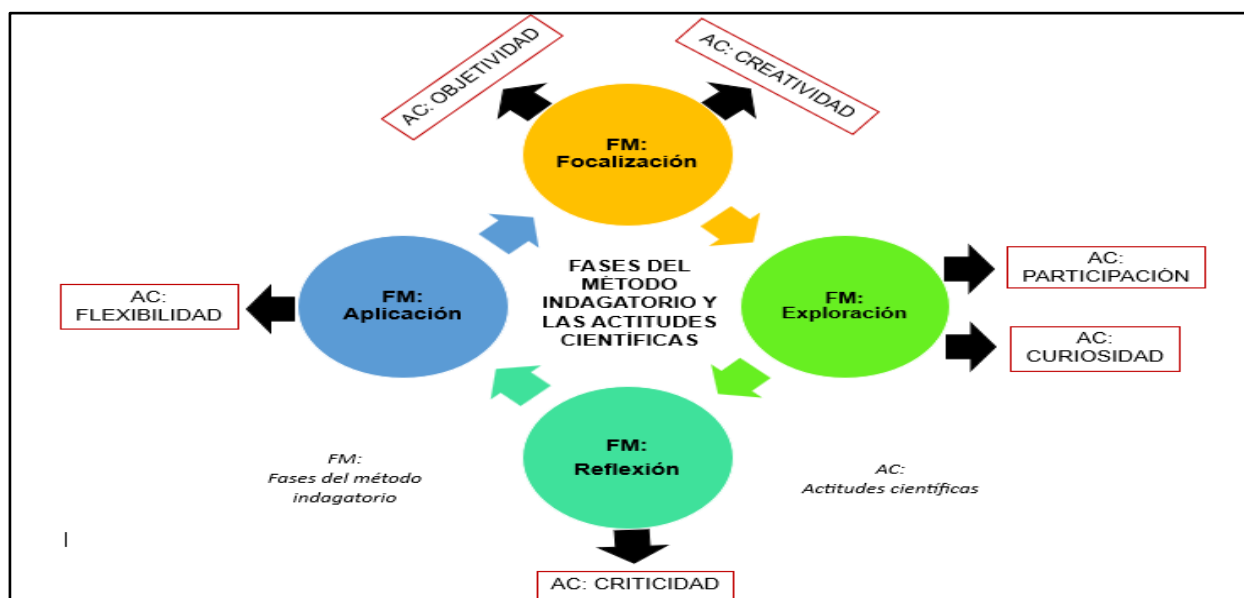 AC: OBJETIVIDAD
AC: CREATIVIDAD
FM:
Focalización
FASES DEL
MÉTODO
INDAGATORIO Y
LAS ACTITUDES
CIENTÍFICAS
AC:
PARTICIPACIÓN
FM:
Exploración
AC:
CURIOSIDAD
FM:
Aplicación
AC:
FLEXIBILIDAD
FM:
Reflexión
FM:
Fases del método
indagatorio
AC:
Actitudes científicas
AC: CRITICIDAD